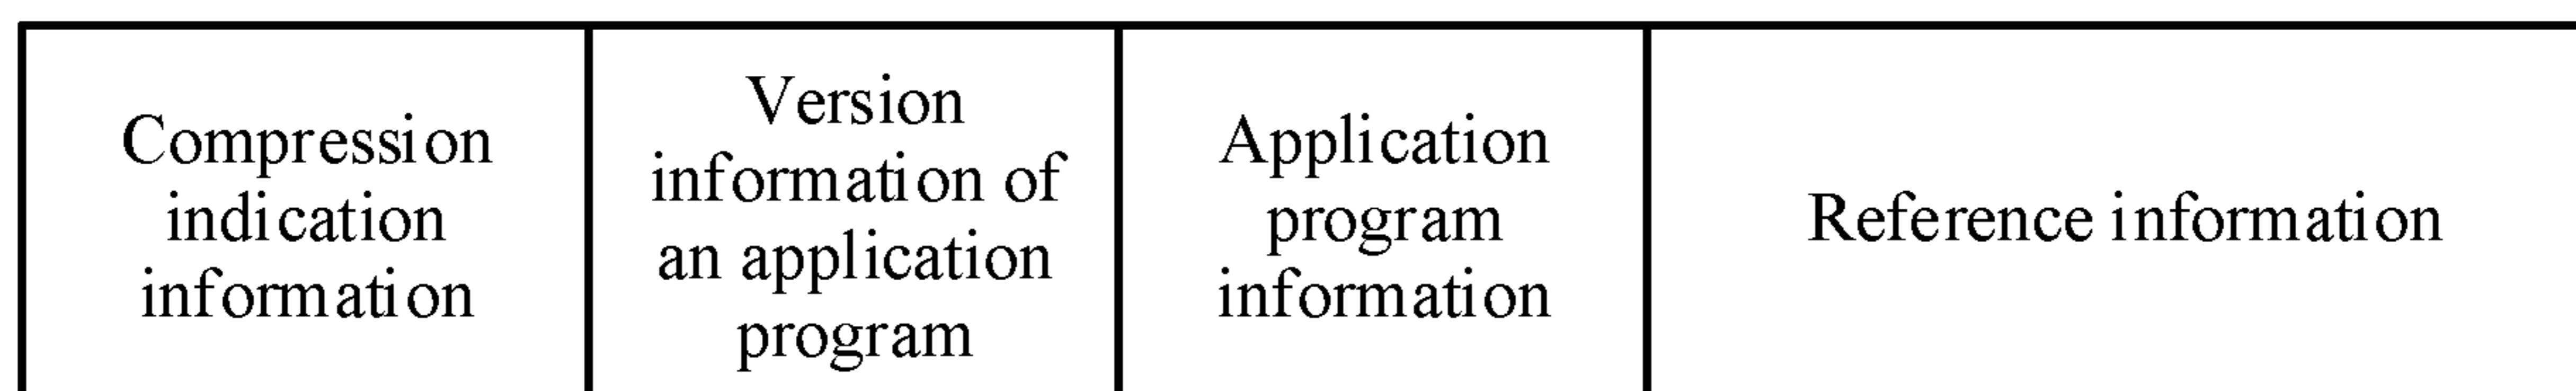 Compression
indication
information
Version
information of
an application
program
Application
program
information
Reference information